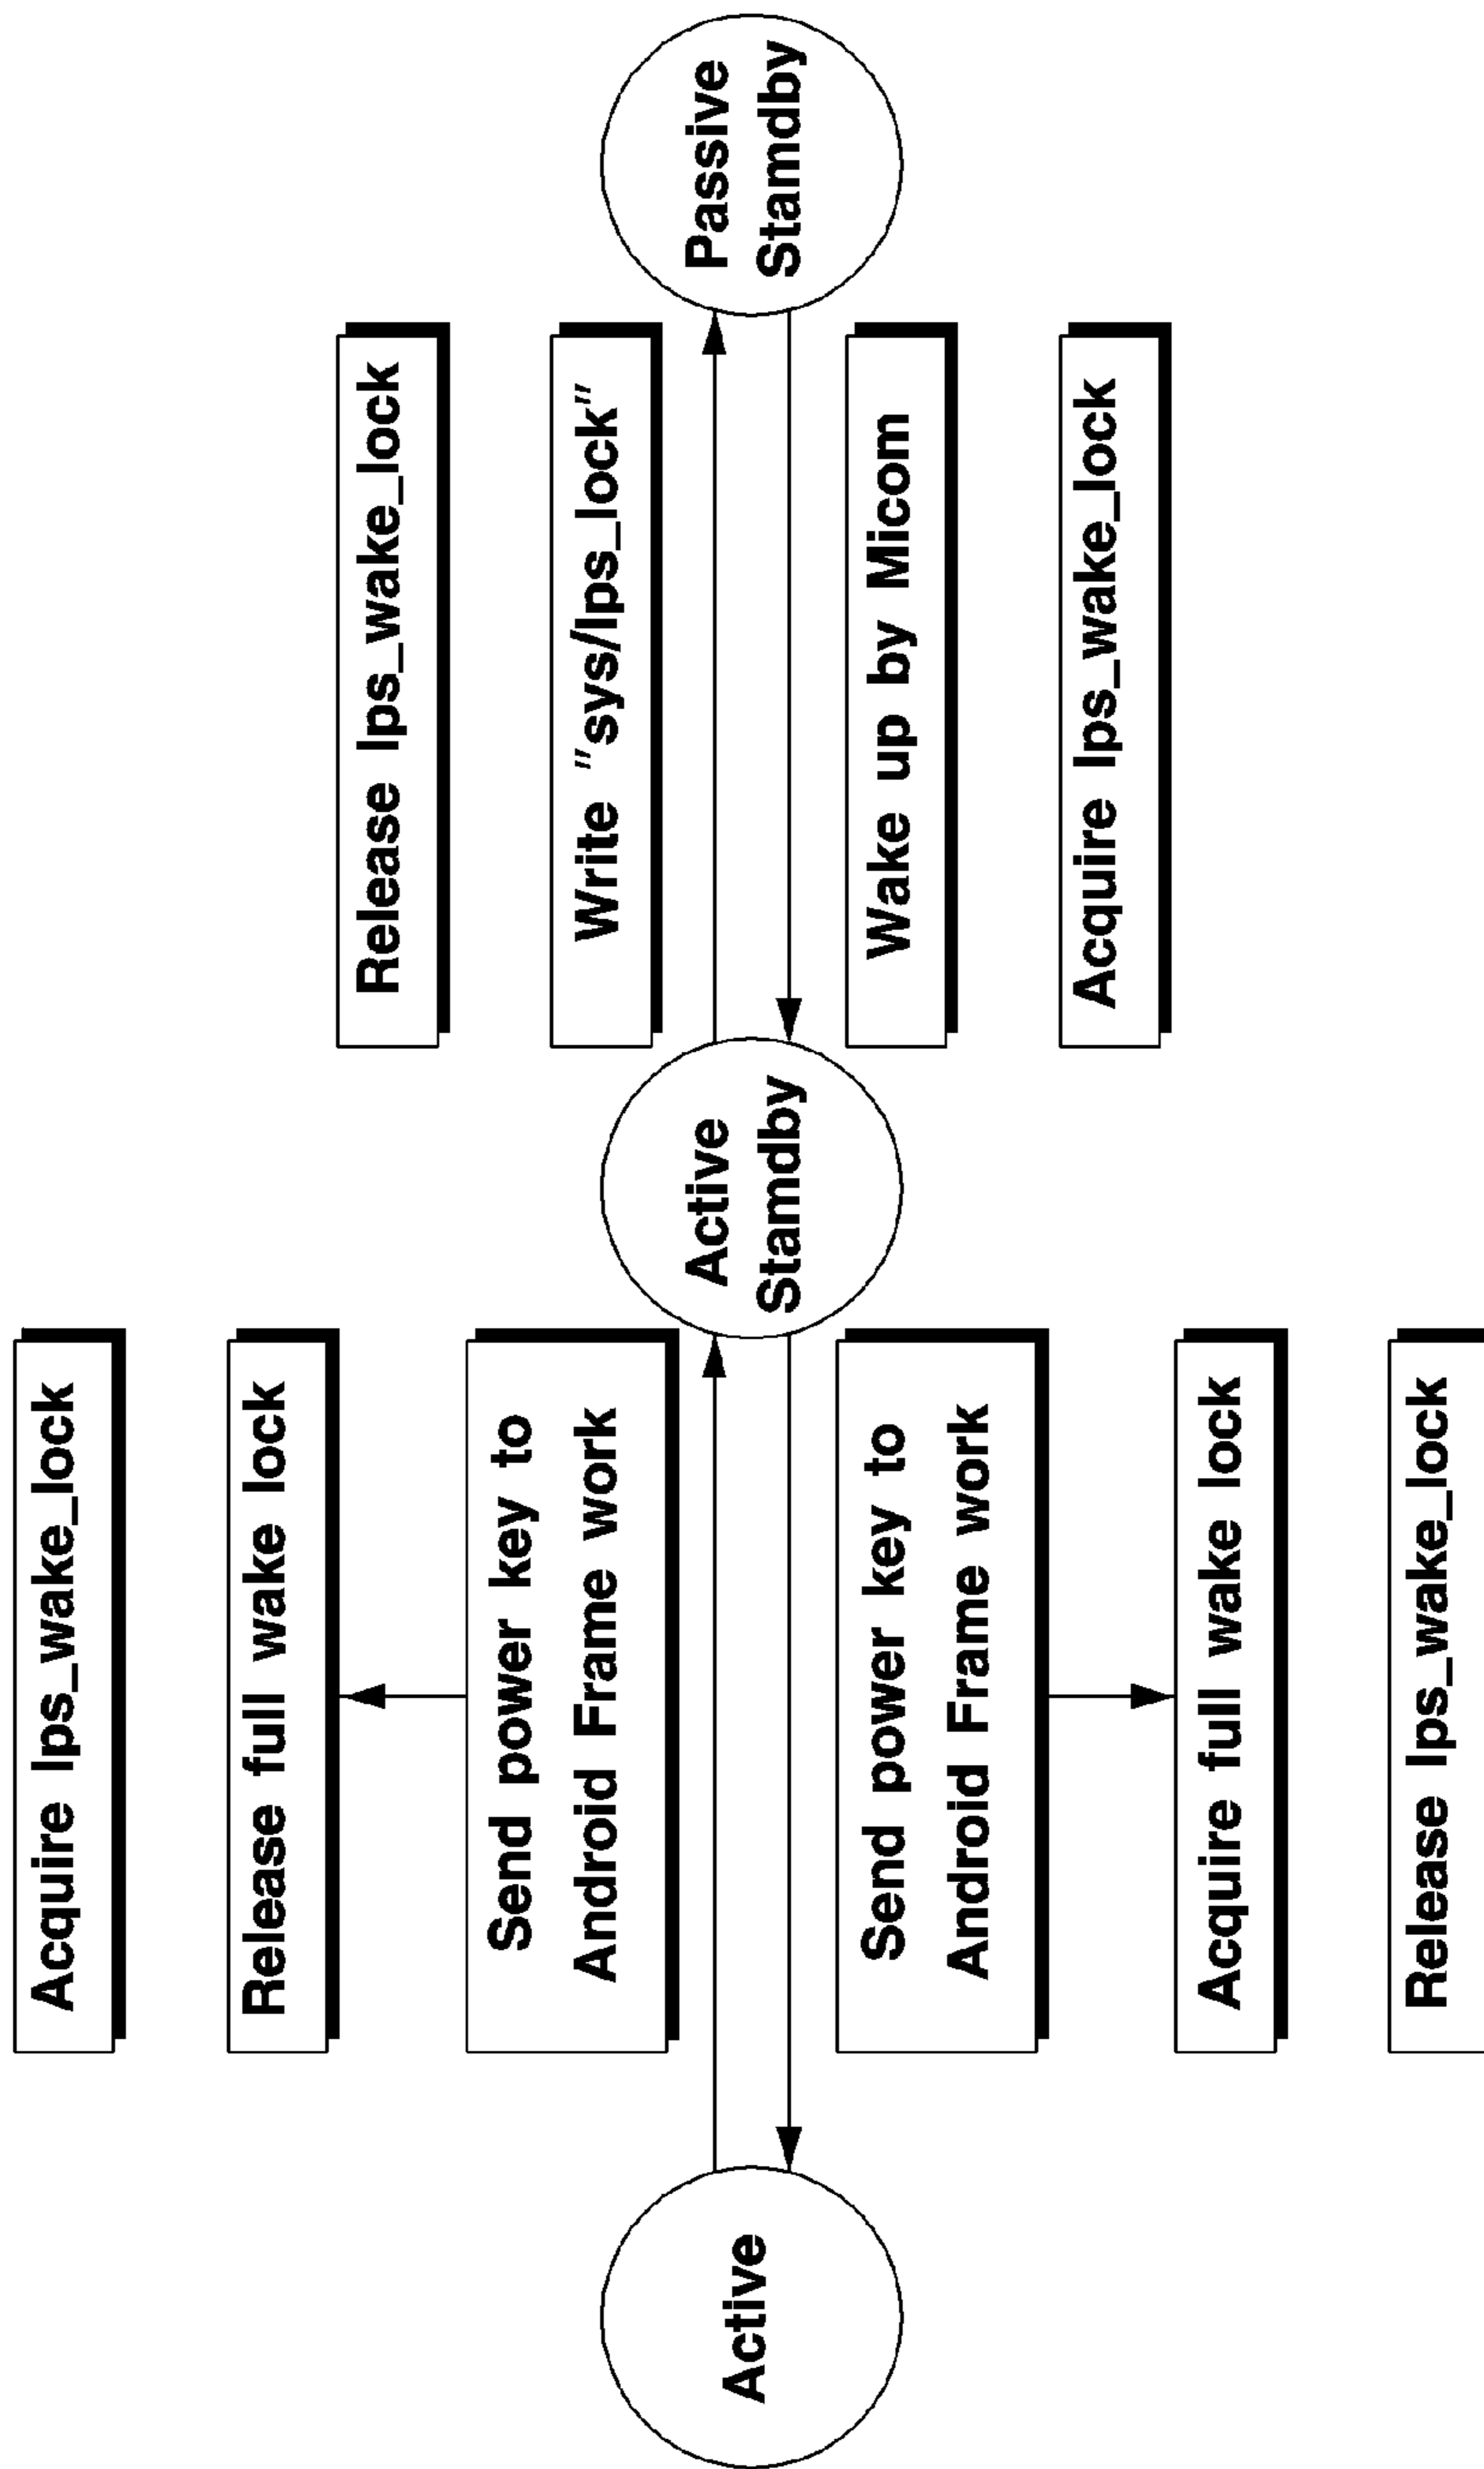 Acquire lps_wake_lock
Release full wake lock
Send power key to
Android Frame work
Release lps_wake_lock
Write "sys/lps_lock"
Active
Active
Stamdby
Passive
Stamdby
Send power key to
Android Frame work
Acquire full wake lock
Release lps_wake_lock
Wake up by Micom
Acquire lps_wake_lock